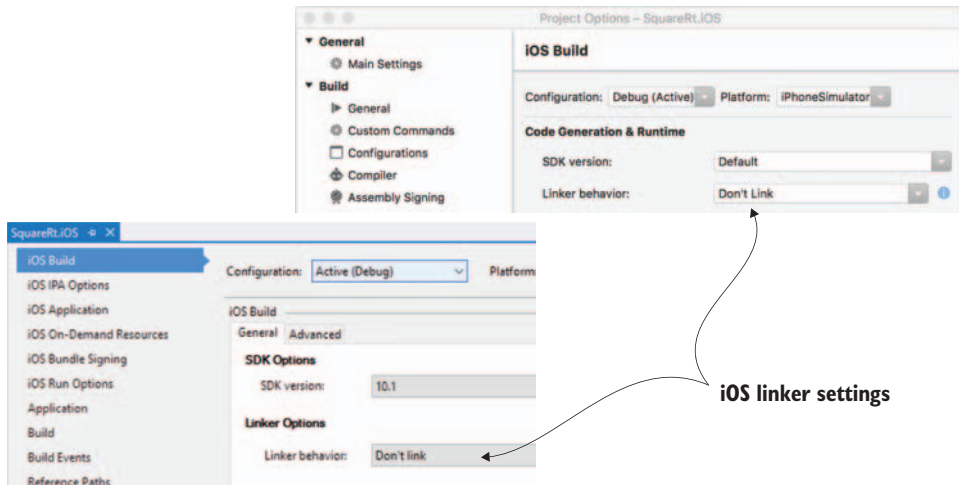 Project Options – SquareRt.iOS
General
Main Settings
Build
General
Custom Commands
Configurations
Compiler
Assembly Signing
iOS Build
Configuration: Debug (Active) Platform: iPhoneSimulator
Code Generation & Runtime
SDK version: Default
Linker behavior: Don't Link
SquareRt.iOS
iOS Build
iOS IPA Options
iOS Application
iOS On-Demand Resources
iOS Bundle Signing
iOS Run Options
Application
Build
Build Events
Reference Paths
Configuration: Active (Debug) Platform:
iOS Build
General Advanced
SDK Options
SDK version: 10.1
Linker Options
Linker behavior: Don't link
iOS linker settings